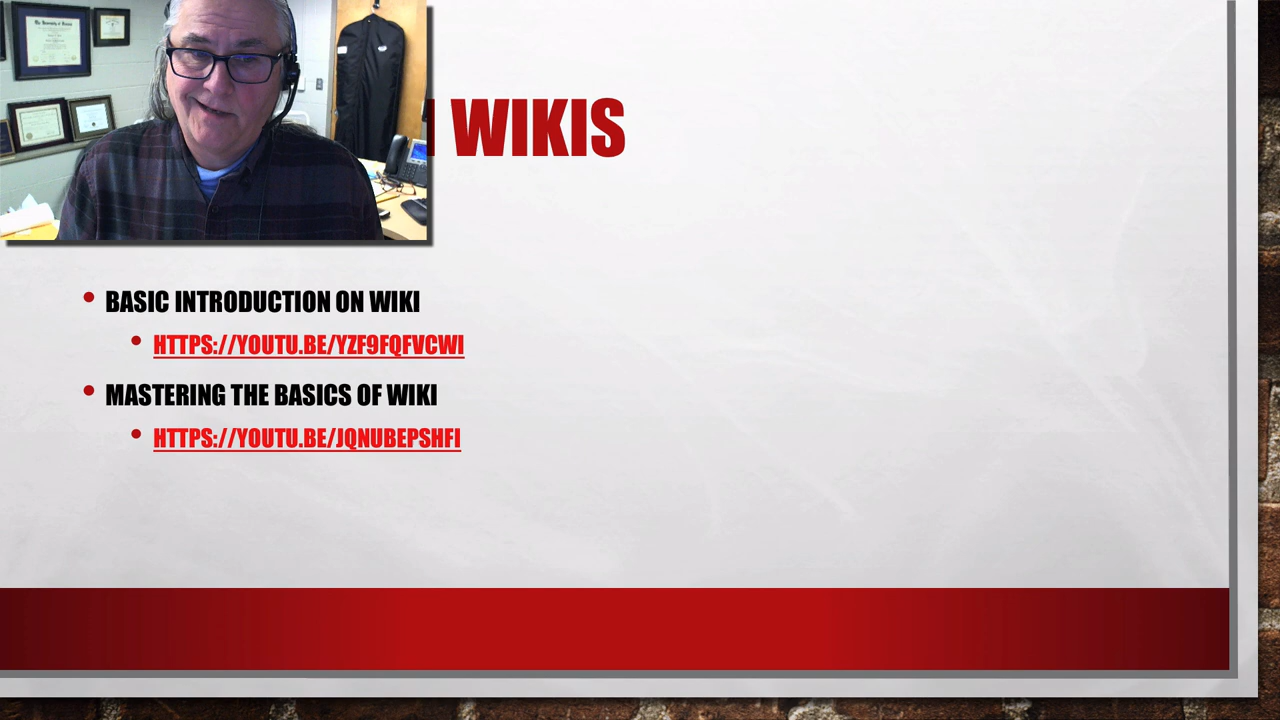 WIKIS
BASIC INTRODUCTION ON WIKI
HTTPS://YOUTU.BE/YZF9FQFVCWI
MASTERING THE BASICS OF WIKI
HTTPS://YOUTU.BE/JQNUBEPSHFI